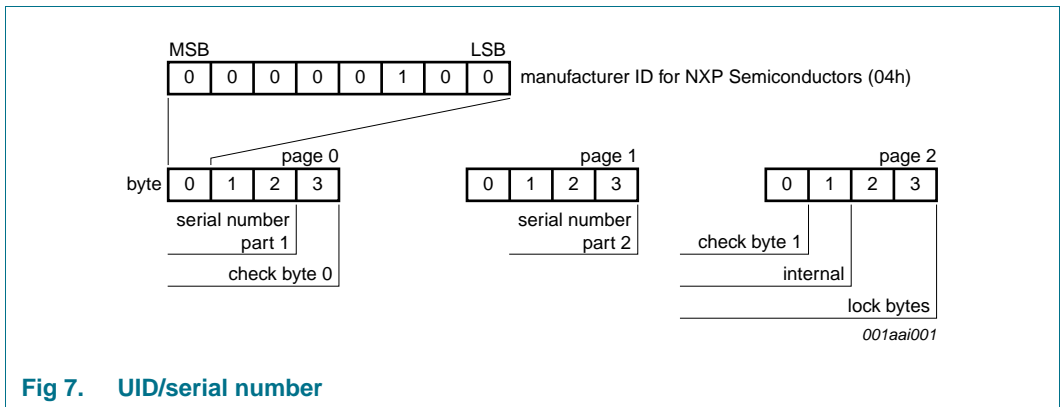 MSB LSB
0 0 0 0 0 1 0 0 manufacturer ID for NXP Semiconductors (04h)
page 0 page 1 page 2
byte 0 1 2 3 0 1 2 3 0 1 2 3
serial number serial number
part 1 part 2 check byte 1
check byte 0 internal
lock bytes
001aai001
Fig 7. UID/serial number